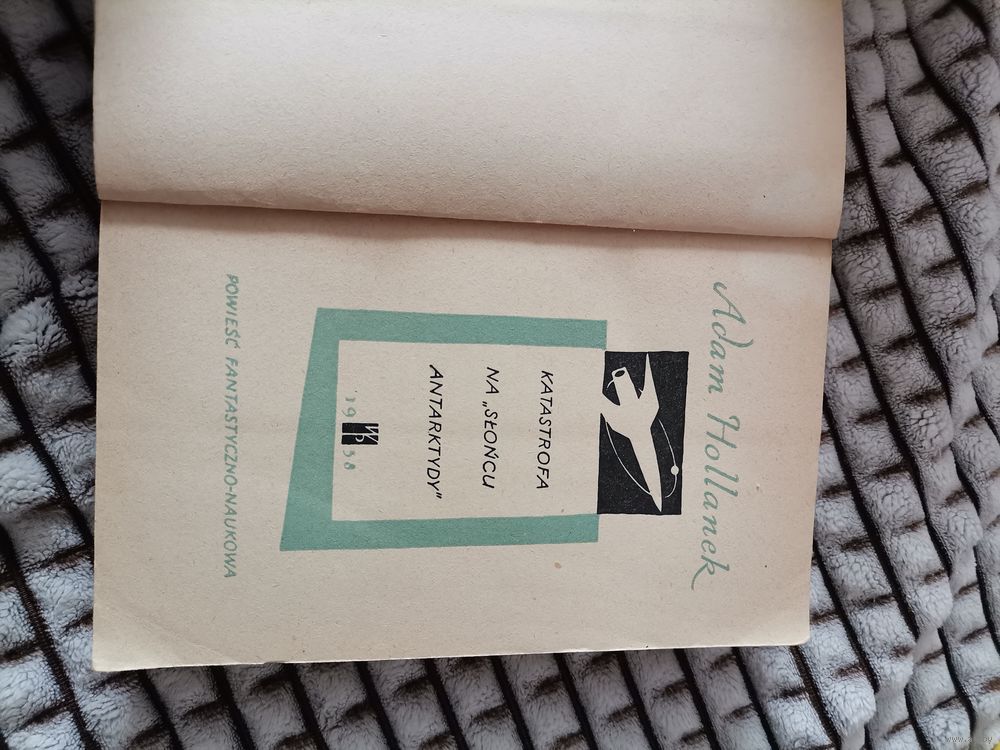 Adam Hollanek
KATASTROFA
NA „SŁOŃCU
ANTARKTYDY”
19 58
POWIEŚĆ FANTASTYCZNO-NAUKOWA